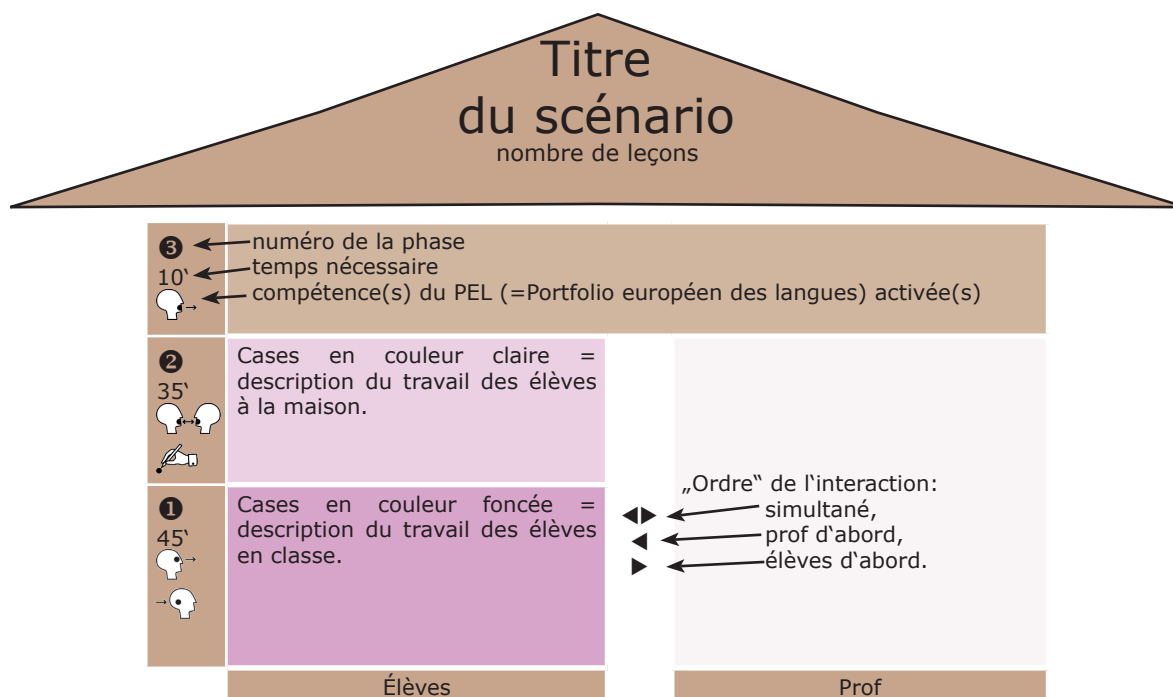 Titre
du scénario
nombre de leçons
❸
numéro de la phase
10‘
temps nécessaire
compétence(s) du PEL (=Portfolio européen des langues) activée(s)
❷
35‘
Cases en couleur claire =
description du travail des élèves
à la maison.
❶
45‘
Cases en couleur foncée =
description du travail des élèves
en classe.
„Ordre“ de l‘interaction:
simultané,
prof d‘abord,
élèves d‘abord.
Élèves
Prof